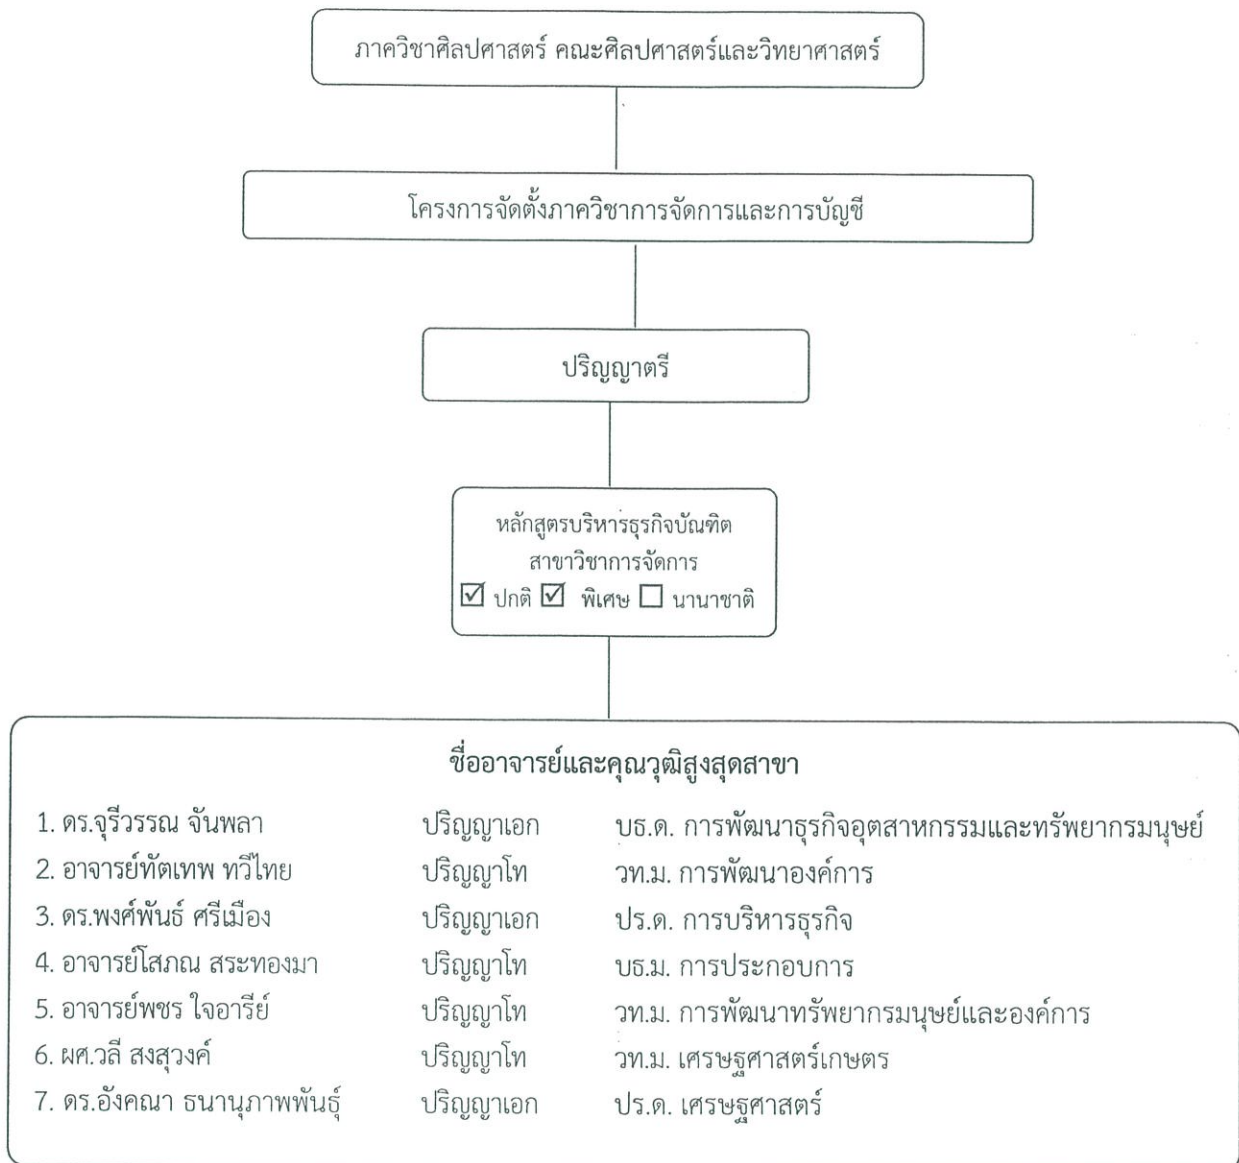 ภาควิชาศิลปศาสตร์ คณะศิลปศาสตร์และวิทยาศาสตร์
โครงการจัดตั้งภาควิชาการจัดการและการบัญชี
ปริญญาตรี
หลักสูตรบริหารธุรกิจบัณฑิต
สาขาวิชาการจัดการ
☑ ปกติ ☑ พิเศษ ☐ นานาชาติ
ชื่ออาจารย์และคุณวุฒิสูงสุดสาขา
1. ดร.จุรีวรรณ จันพลา ปริญญาเอก บธ.ด. การพัฒนาธุรกิจอุตสาหกรรมและทรัพยากรมนุษย์
2. อาจารย์ทัตเทพ ทวีไทย ปริญญาโท วท.ม. การพัฒนาองค์การ
3. ดร.พงศ์พันธ์ ศรีเมือง ปริญญาเอก ปร.ด. การบริหารธุรกิจ
4. อาจารย์โสภณ สระทองมา ปริญญาโท บธ.ม. การประกอบการ
5. อาจารย์พชร ใจอารีย์ ปริญญาโท วท.ม. การพัฒนาทรัพยากรมนุษย์และองค์การ
6. ผศ.วลี สงสุวงค์ ปริญญาโท วท.ม. เศรษฐศาสตร์เกษตร
7. ดร.อังคณา ธนานุภาพพันธุ์ ปริญญาเอก ปร.ด. เศรษฐศาสตร์